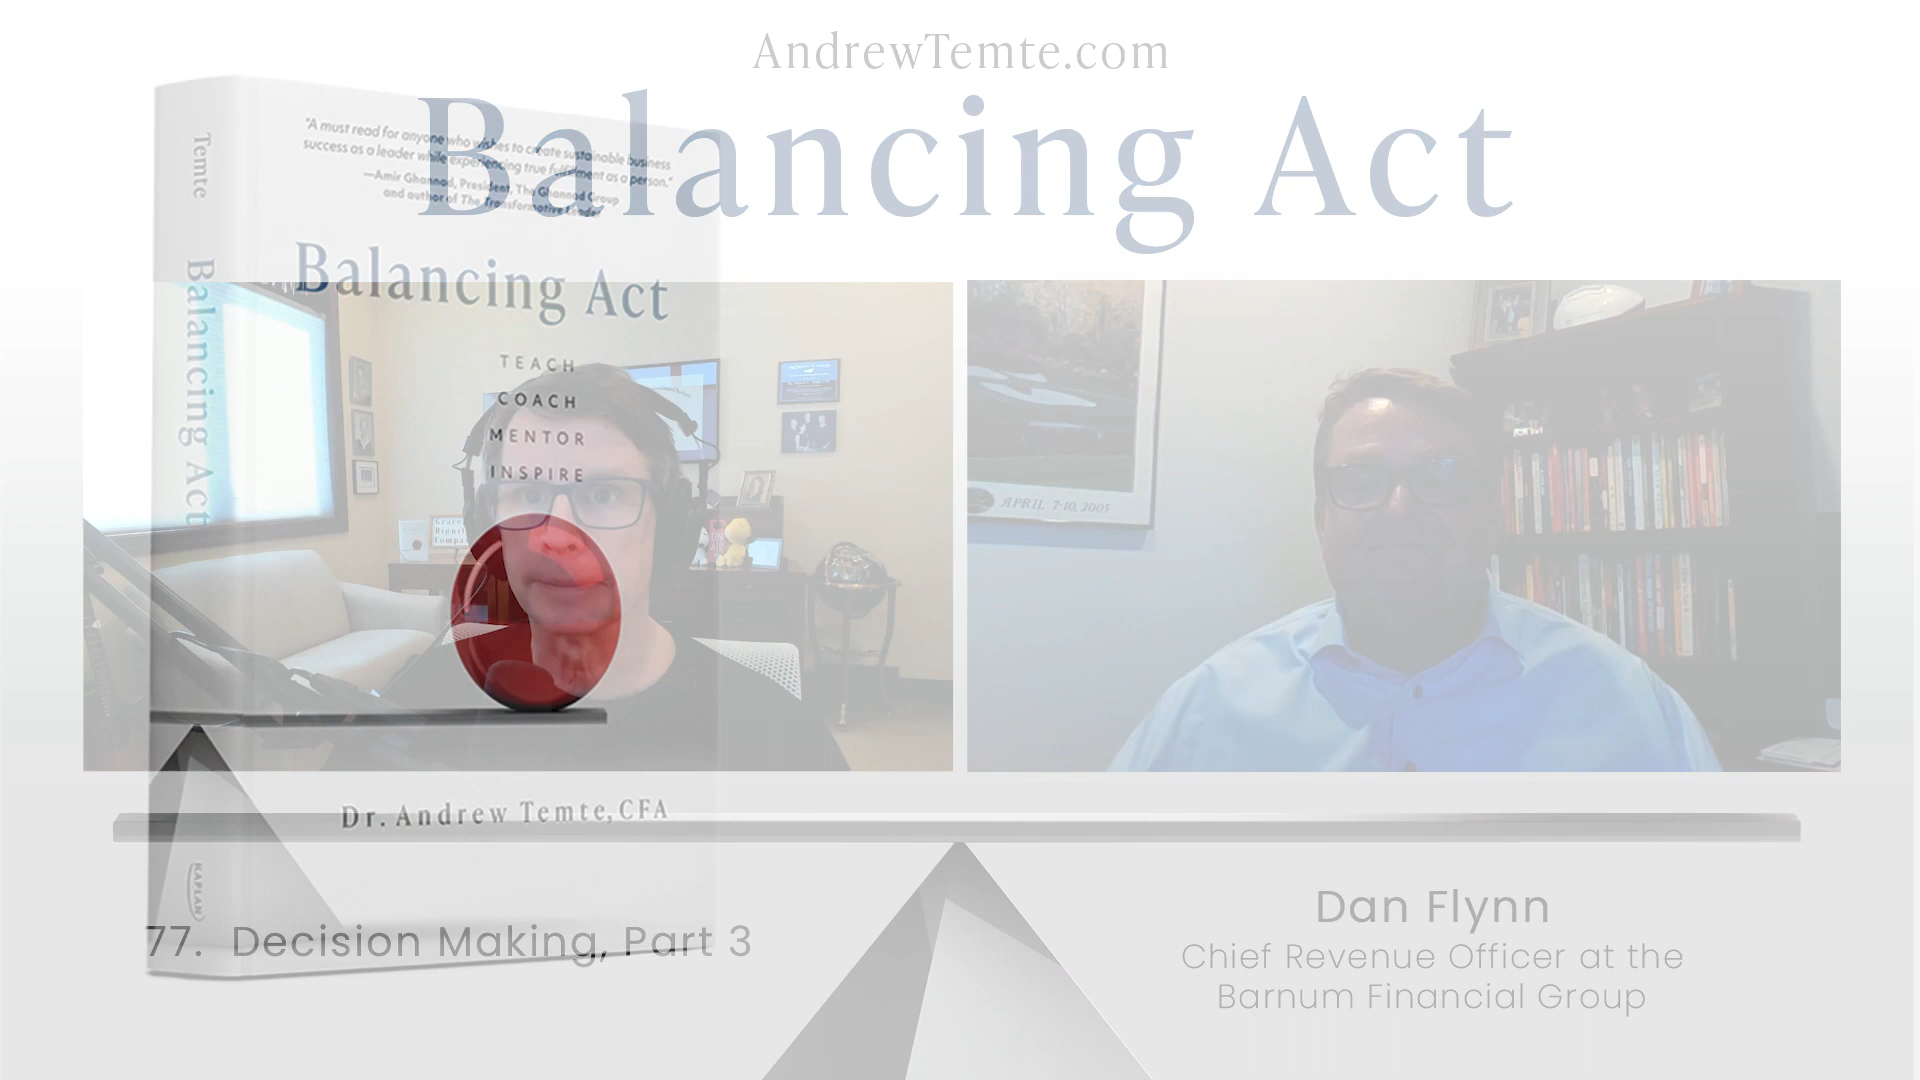 AndrewTemte.com
Balancing Act
"A must read for anyone who wishes to create sustainable business
success as a leader while experiencing true fulfillment as a person."
—Amir Ghannad, President, The Ghannad Group
and author of The Transformative Leader
Temte
Balancing Act
Balancing Act
TEACH
COACH
MENTOR
INSPIRE
Dr. Andrew Temte, CFA
KAPLAN
APRIL 7-10, 2005
77. Decision Making, Part 3
Dan Flynn
Chief Revenue Officer at the
Barnum Financial Group